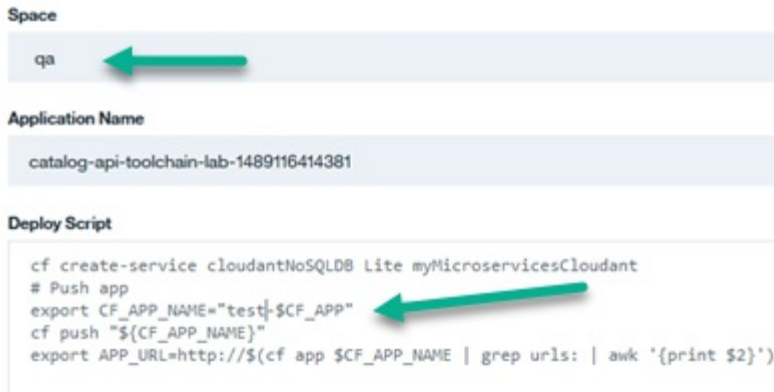 Space
qa
Application Name
catalog-api-toolchain-lab-1489116414381
Deploy Script
cf create-service cloudantNoSQLDB Lite myMicroservicesCloudant
# Push app
export CF_APP_NAME="test-$CF_APP"
cf push "${CF_APP_NAME}"
export APP_URL=http://$(cf app $CF_APP_NAME | grep urls: | awk '{print $2}')